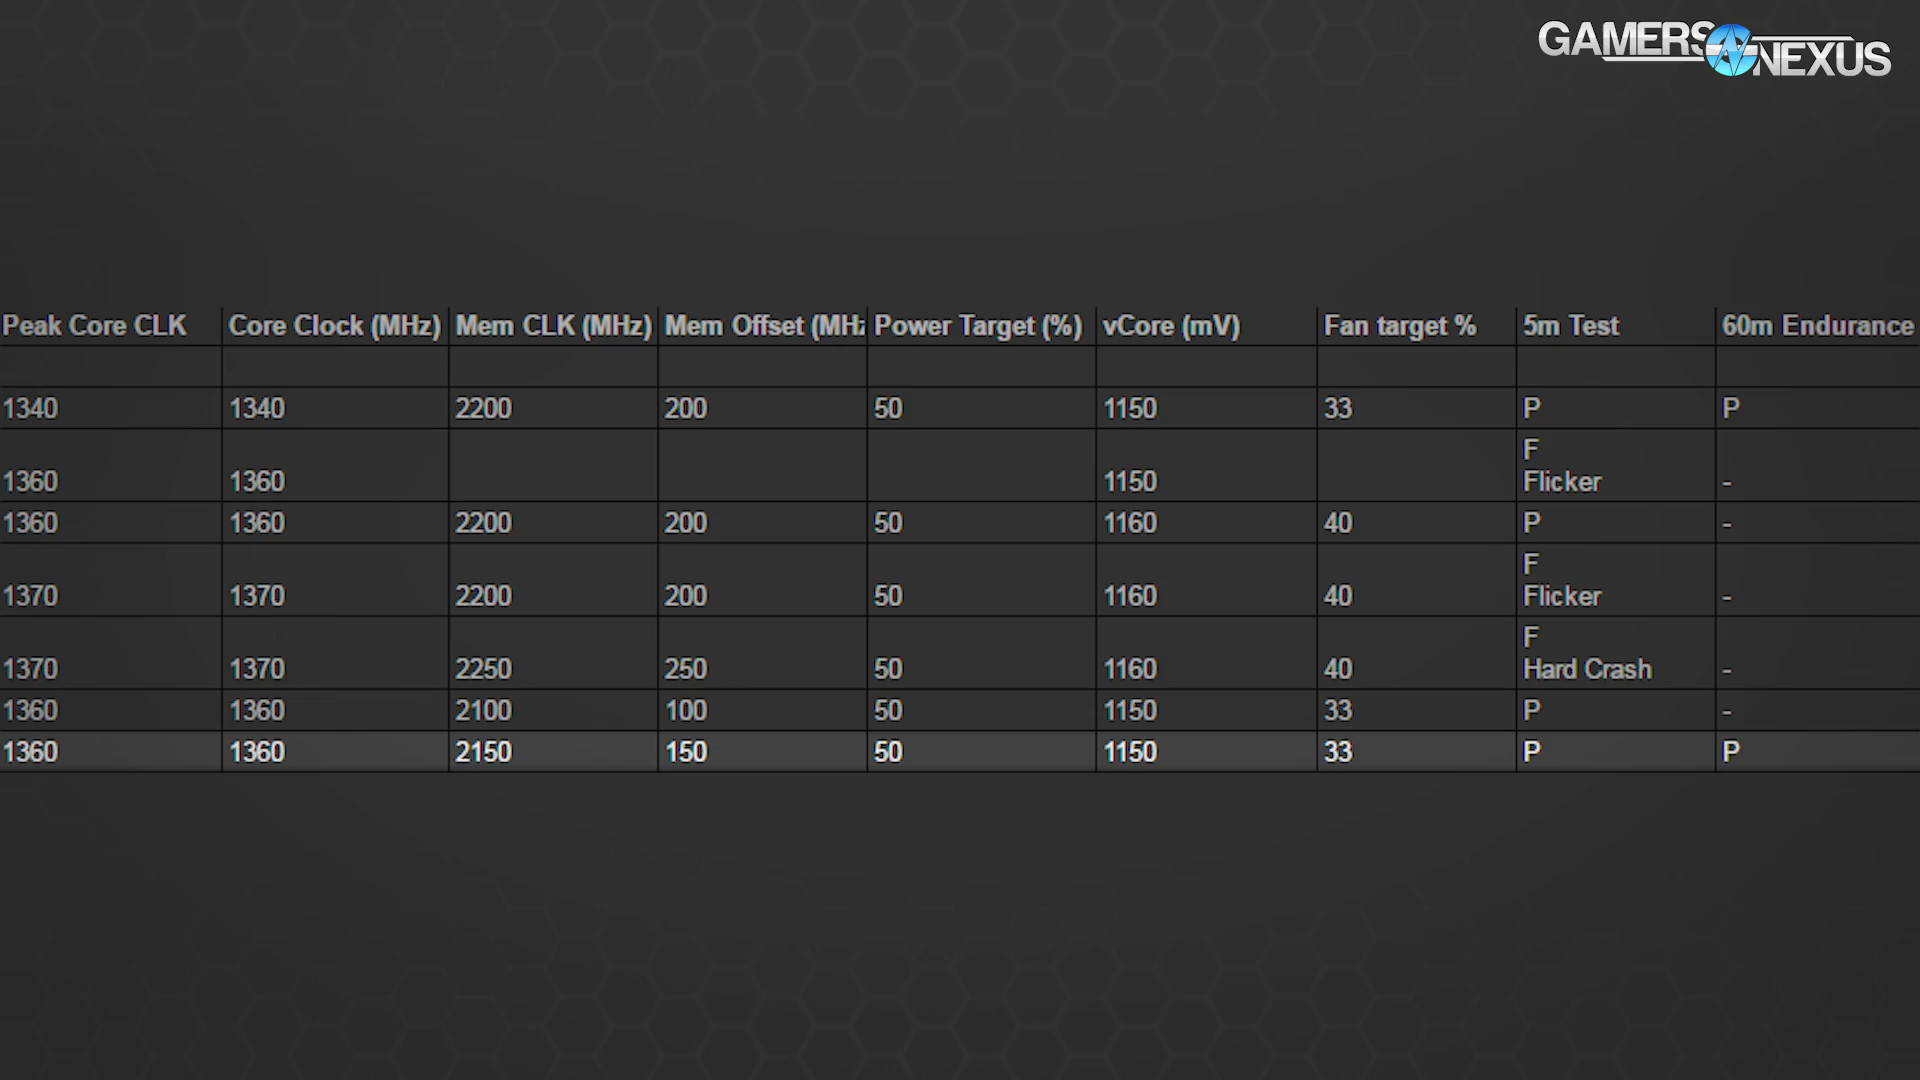 GAMERS NEXUS
Peak Core CLK Core Clock (MHz) Mem CLK (MHz) Mem Offset (MHz Power Target (%) vCore (mV) Fan target % 5m Test 60m Endurance
1340 1340 2200 200 50 1150 33 P P
F
1360 1360 1150 Flicker -
1360 1360 2200 200 50 1160 40 P -
F
1370 1370 2200 200 50 1160 40 Flicker -
F
1370 1370 2250 250 50 1160 40 Hard Crash -
1360 1360 2100 100 50 1150 33 P -
1360 1360 2150 150 50 1150 33 P P